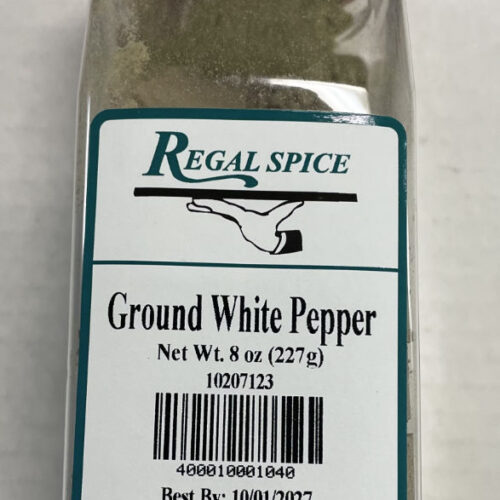 REGAL SPICE
Ground White Pepper
Net Wt. 8 oz (227g)
10207123
400010001040
Best By: 10/01/2027